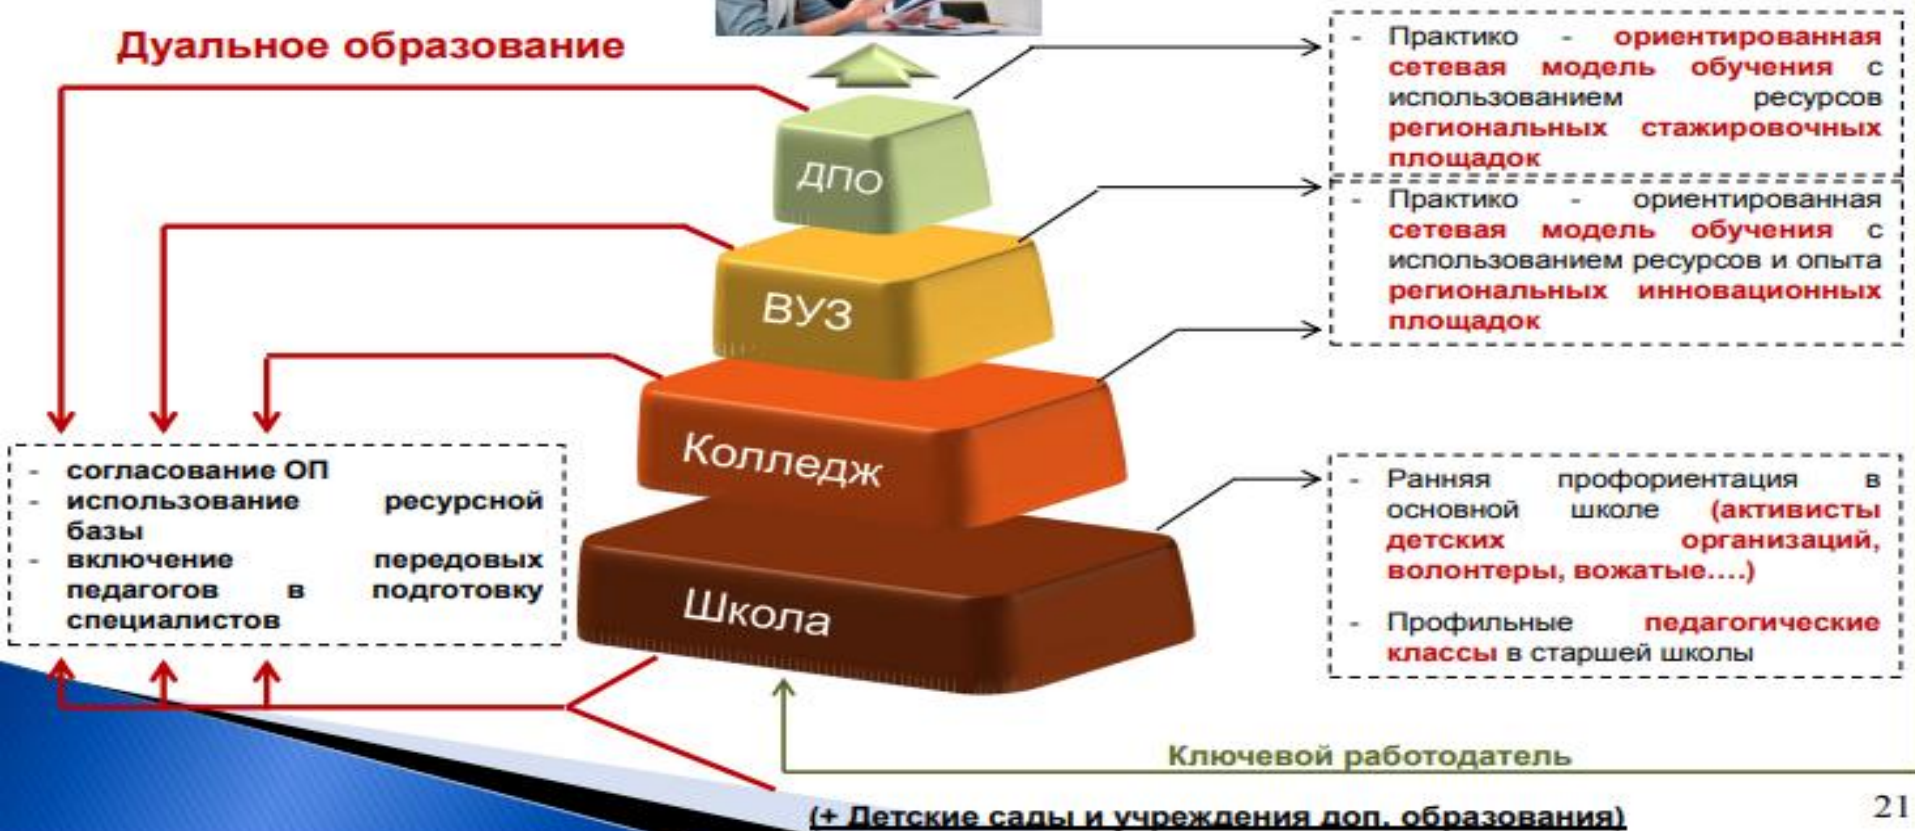 Дуальное образование
- Практико - ориентированная
сетевая модель обучения с
использованием ресурсов
региональных стажировочных
площадок
- Практико - ориентированная
сетевая модель обучения с
использованием ресурсов и опыта
региональных инновационных
площадок
ДПО
ВУЗ
Колледж
Школа
- согласование ОП
- использование ресурсной
базы
- включение передовых
педагогов в подготовку
специалистов
- Ранняя профориентация в
основной школе (активисты
детских организаций,
волонтеры, вожатые....)
- Профильные педагогические
классы в старшей школы
Ключевой работодатель
(+ Детские сады и учреждения доп. образования)
21